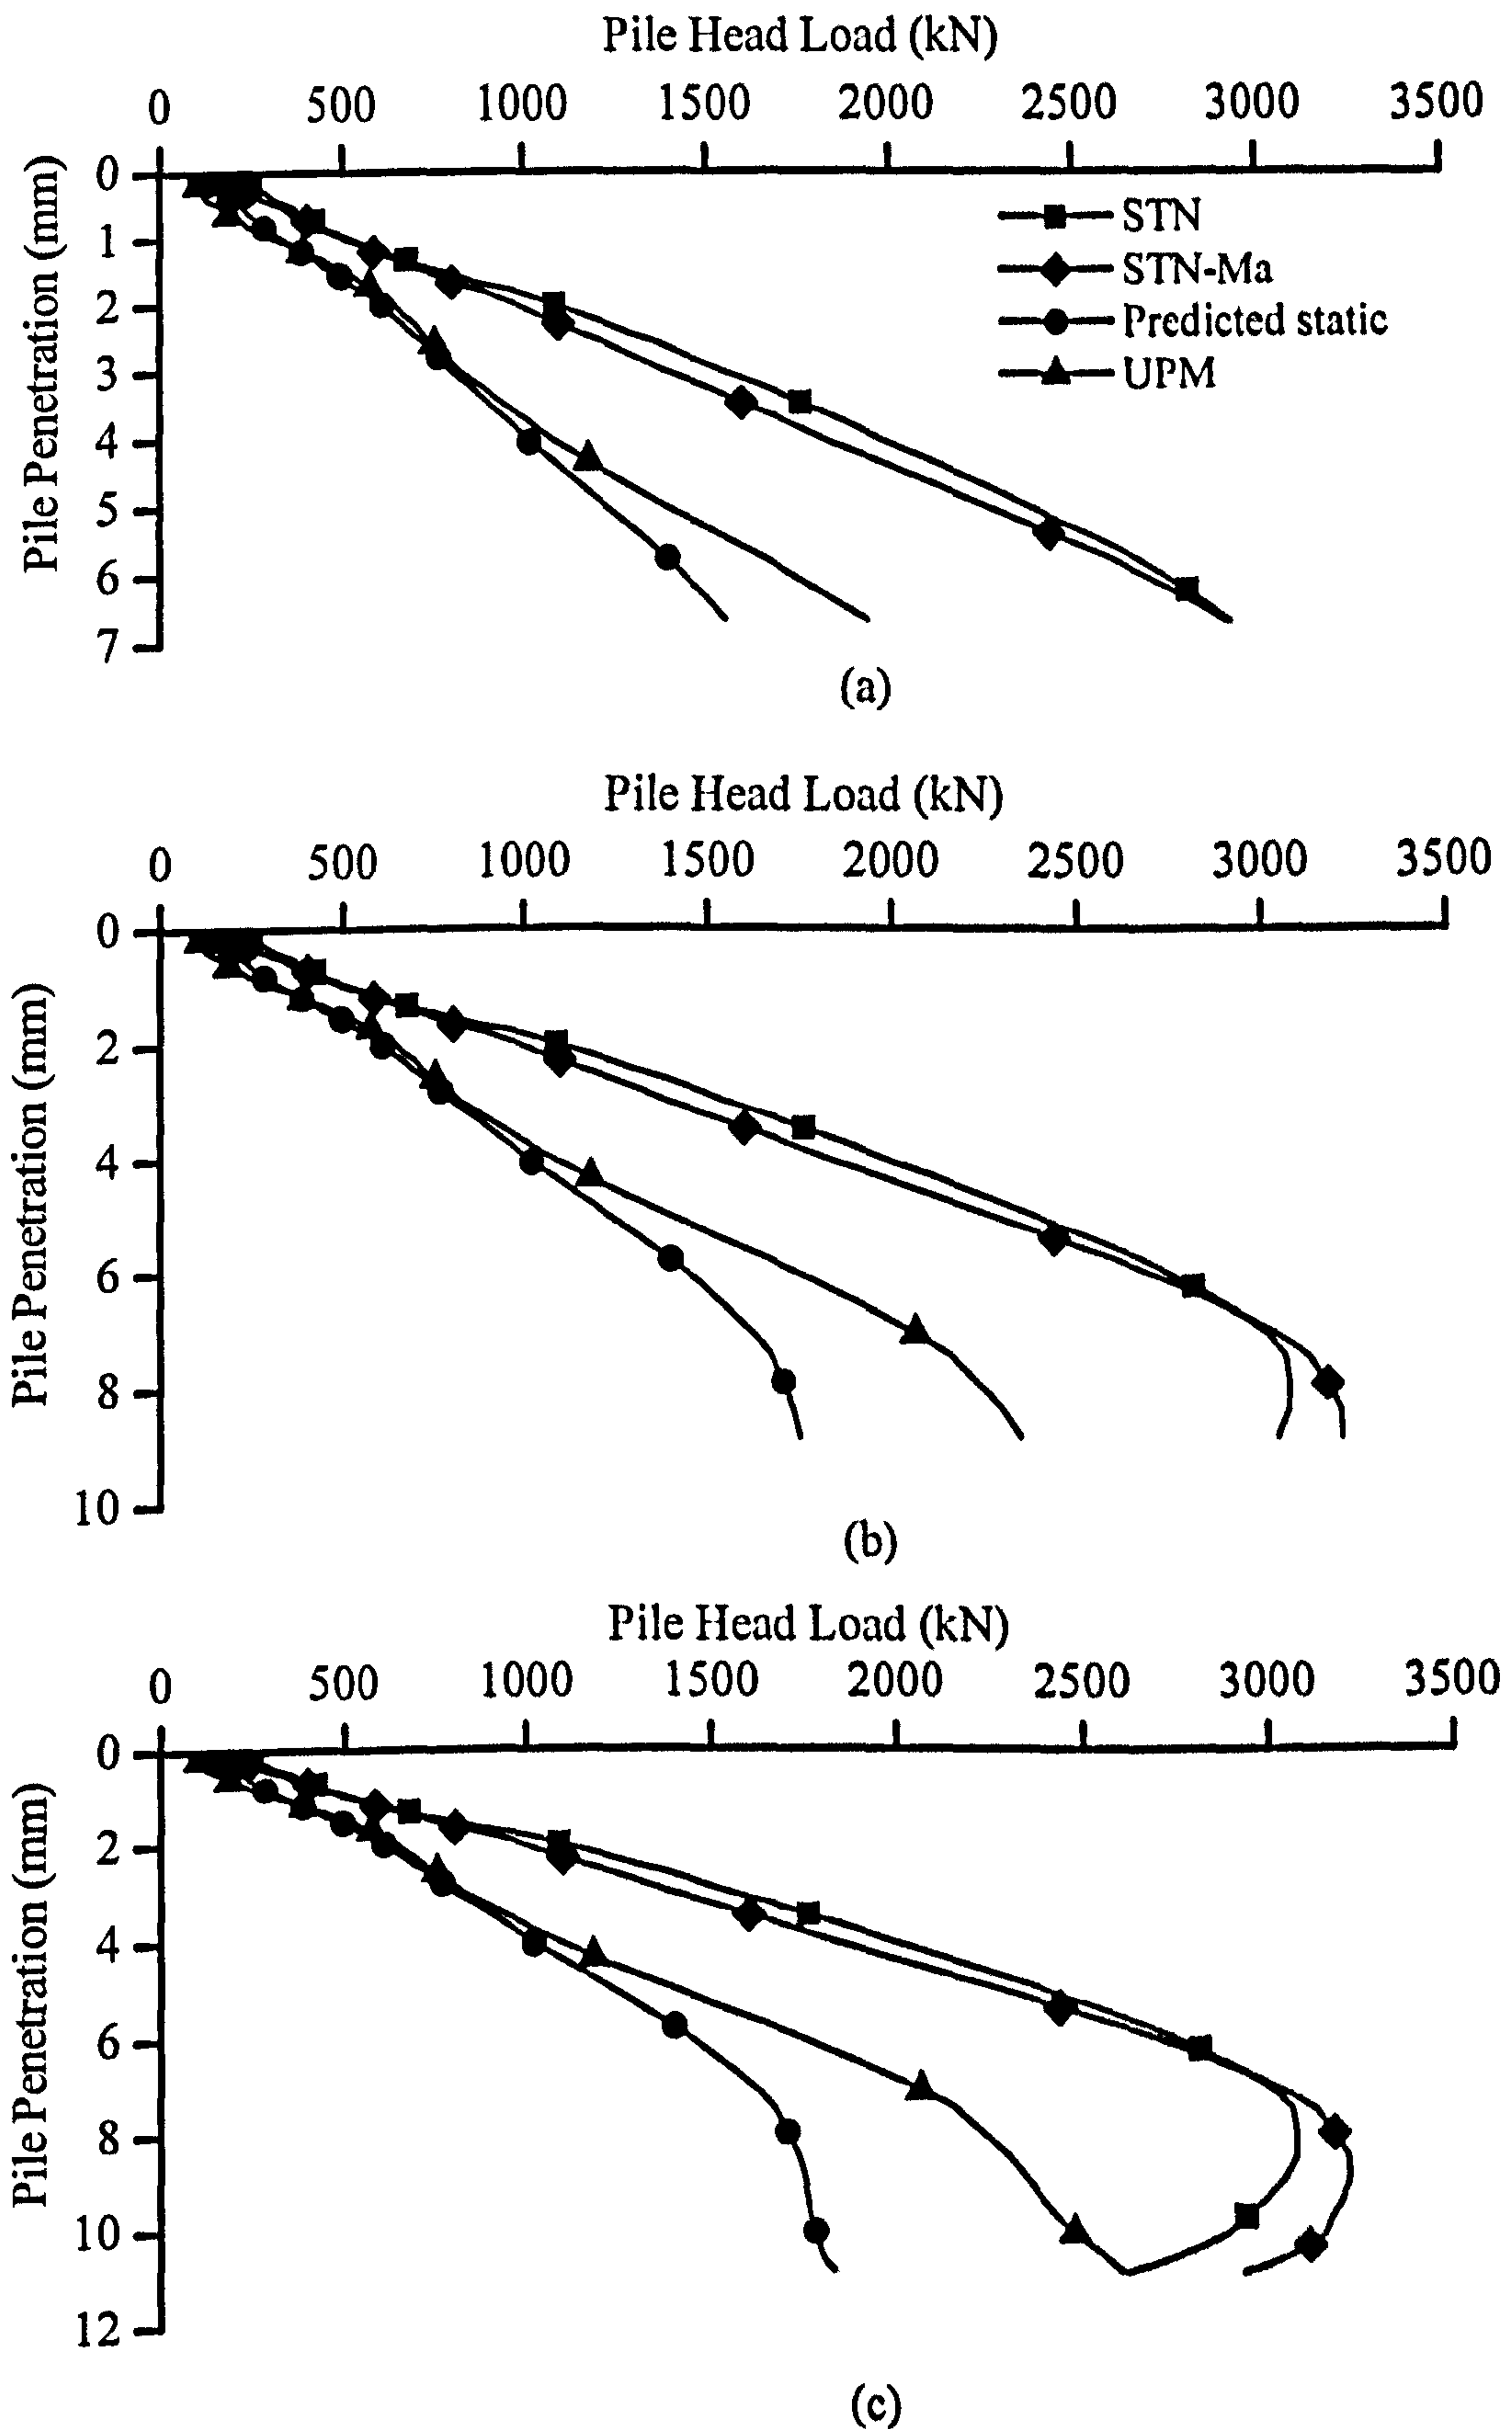 Pile Head Load (kN)
0 500 1000 1500 2000 2500 3000 3500
Pile Penetration (mm)
0
1
2
3
4
5
6
7
STN
STN-Ma
Predicted static
UPM
(a)
Pile Head Load (kN)
0 500 1000 1500 2000 2500 3000 3500
Pile Penetration (mm)
0
2
4
6
8
10
(b)
Pile Head Load (kN)
0 500 1000 1500 2000 2500 3000 3500
Pile Penetration (mm)
0
2
4
6
8
10
12
(c)